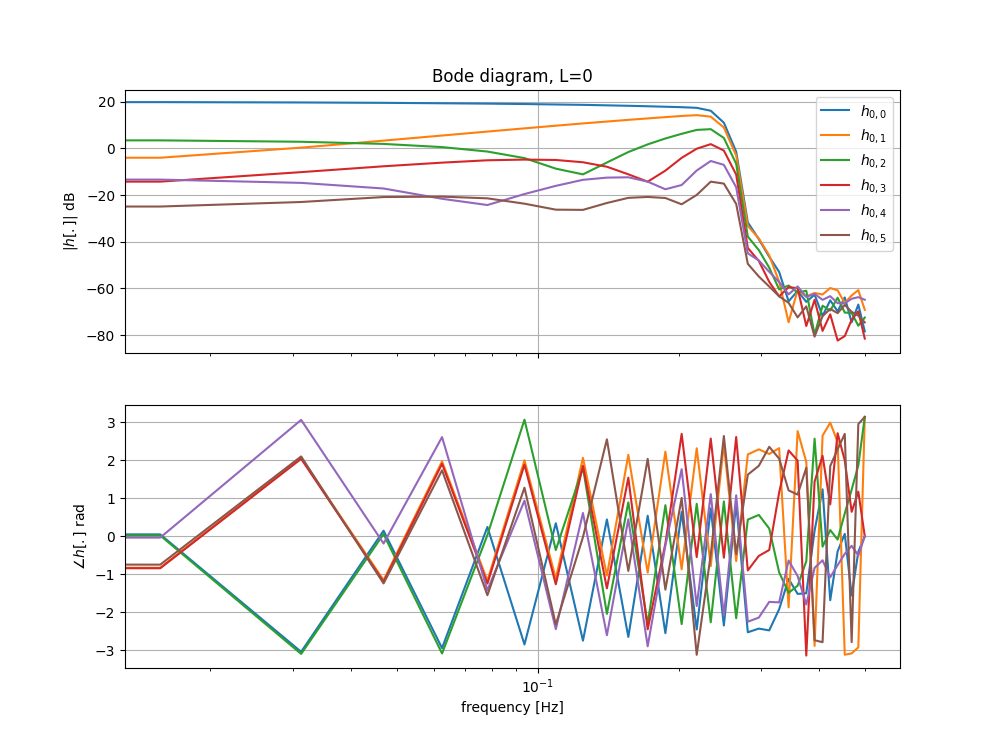 Bode diagram, L=0
20
0
−20
−40
−60
−80
|h[.]| dB
h0,0
h0,1
h0,2
h0,3
h0,4
h0,5
3
2
1
0
−1
−2
−3
∠h[.] rad
10−1
frequency [Hz]